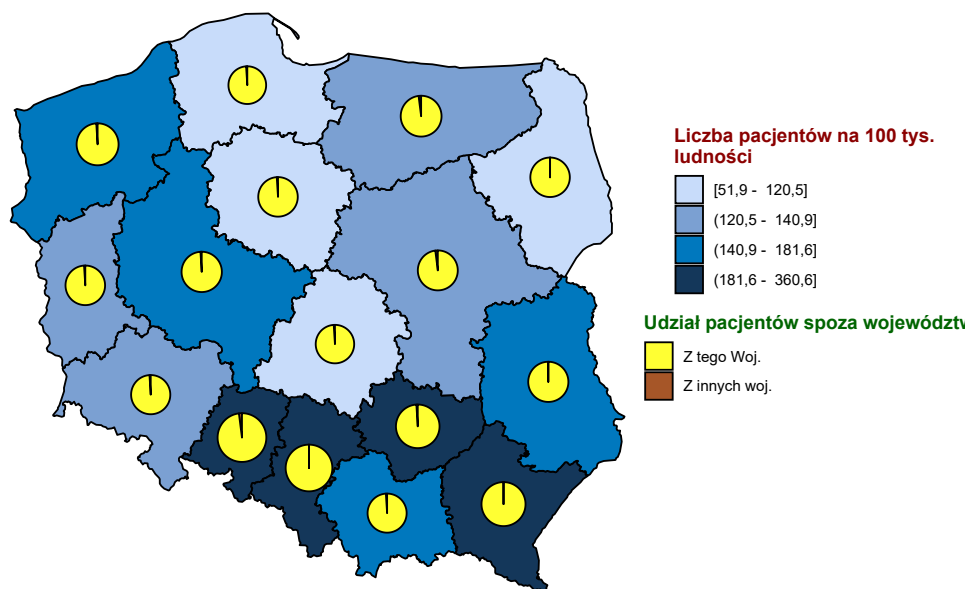 Liczba pacjentów na 100 tys.
ludności
[51,9 - 120,5]
(120,5 - 140,9]
(140,9 - 181,6]
(181,6 - 360,6]
Udział pacjentów spoza województw
Z tego Woj.
Z innych woj.